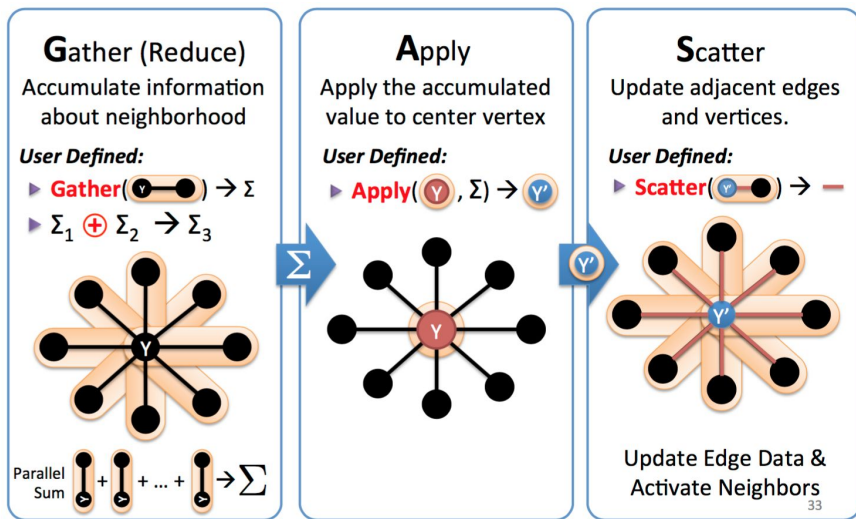 Gather (Reduce)
Accumulate information
about neighborhood
User Defined:
Gather( Y ) → Σ
Σ₁ ⊕ Σ₂ → Σ₃
Y
Parallel
Sum
Y + Y + ... + Y → Σ
Σ
Apply
Apply the accumulated
value to center vertex
User Defined:
Apply( Y , Σ) → Y'
Y
Y'
Scatter
Update adjacent edges
and vertices.
User Defined:
Scatter( Y' ) →
Y'
Update Edge Data &
Activate Neighbors
33